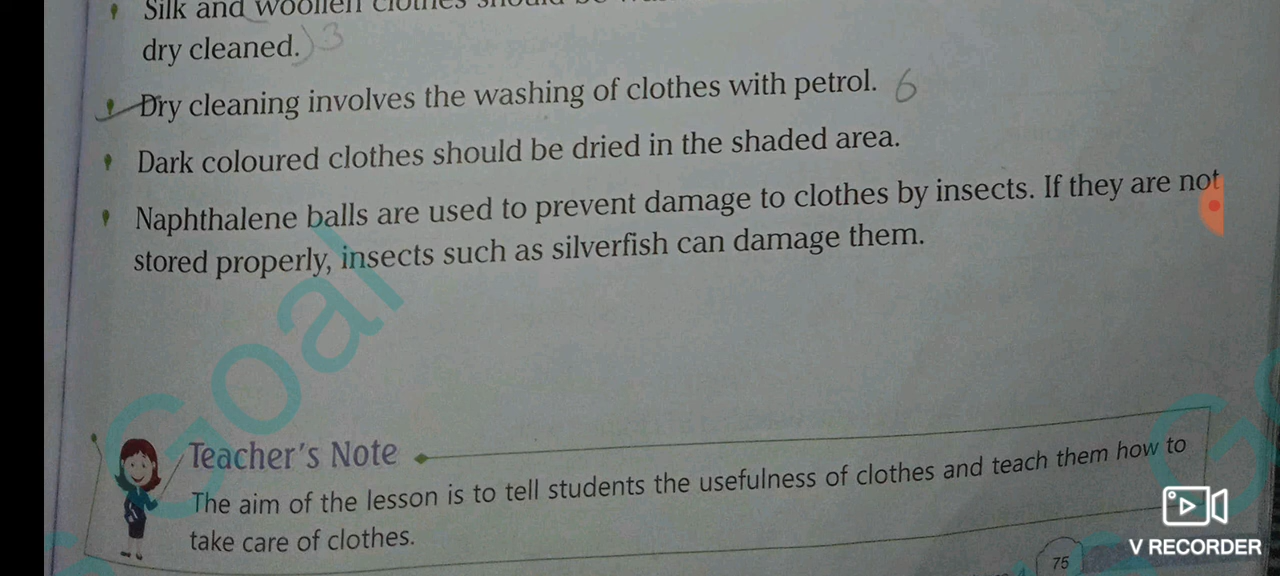 Silk and woollen clothes should be
dry cleaned.) 3
Dry cleaning involves the washing of clothes with petrol. 6
Dark coloured clothes should be dried in the shaded area.
Naphthalene balls are used to prevent damage to clothes by insects. If they are not
stored properly, insects such as silverfish can damage them.
Goal
Teacher's Note
The aim of the lesson is to tell students the usefulness of clothes and teach them how to
take care of clothes.
75
V RECORDER